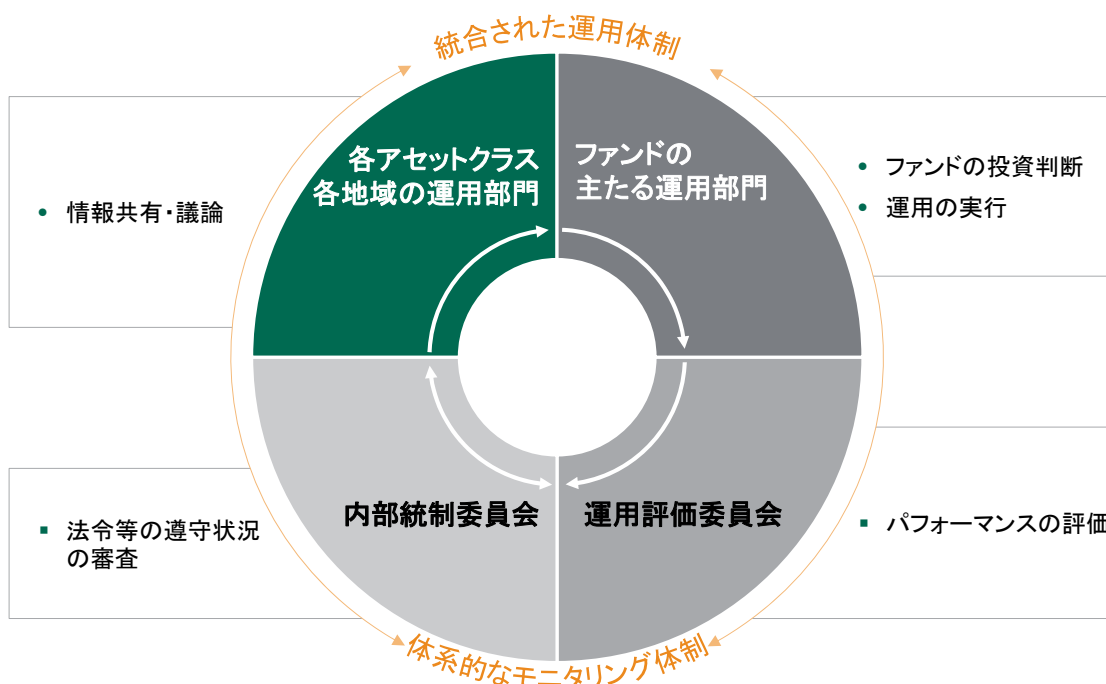 統合された運用体制
各アセットクラス
各地域の運用部門
ファンドの
主たる運用部門
• 情報共有・議論
• ファンドの投資判断
• 運用の実行
内部統制委員会
運用評価委員会
▪ 法令等の遵守状況
の審査
▪ パフォーマンスの評価
体系的なモニタリング体制